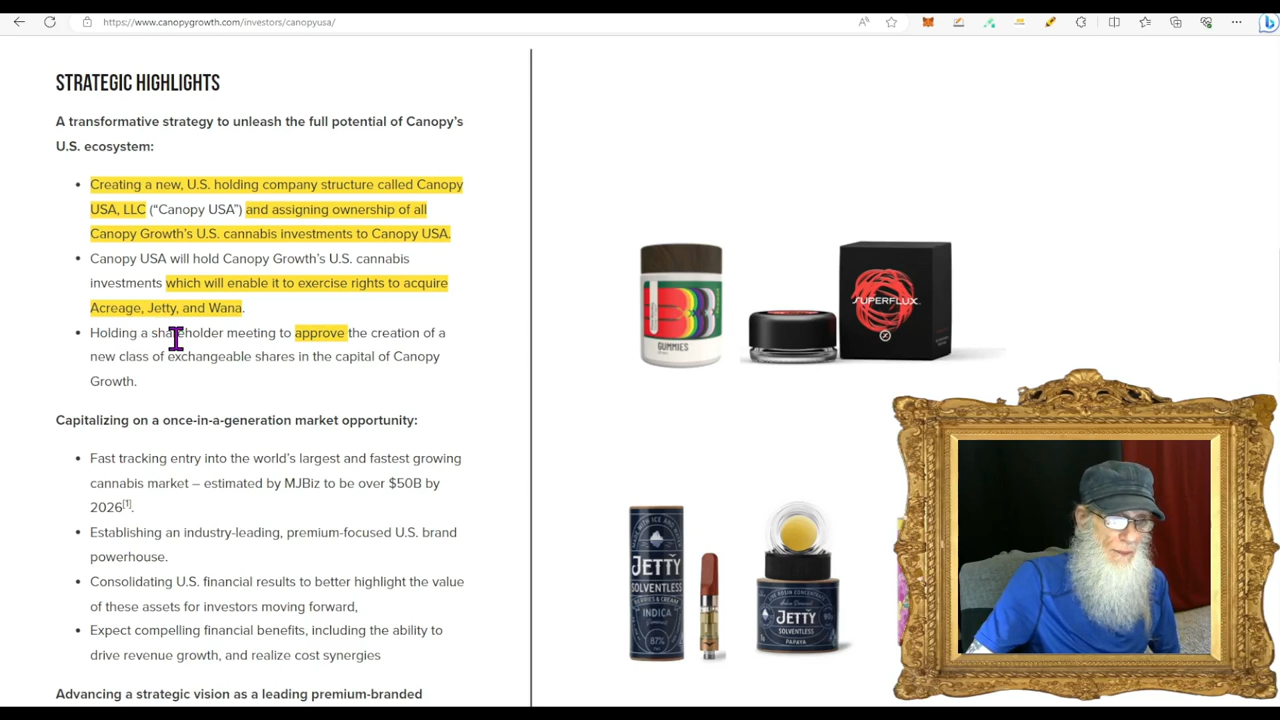 https://www.canopygrowth.com/investors/canopyusa/
STRATEGIC HIGHLIGHTS
A transformative strategy to unleash the full potential of Canopy’s
U.S. ecosystem:
• Creating a new, U.S. holding company structure called Canopy
USA, LLC (“Canopy USA”) and assigning ownership of all
Canopy Growth’s U.S. cannabis investments to Canopy USA.
• Canopy USA will hold Canopy Growth’s U.S. cannabis
investments which will enable it to exercise rights to acquire
Acreage, Jetty, and Wana.
• Holding a shareholder meeting to approve the creation of a
new class of exchangeable shares in the capital of Canopy
Growth.
Capitalizing on a once-in-a-generation market opportunity:
• Fast tracking entry into the world’s largest and fastest growing
cannabis market – estimated by MJBiz to be over $50B by
2026[1].
• Establishing an industry-leading, premium-focused U.S. brand
powerhouse.
• Consolidating U.S. financial results to better highlight the value
of these assets for investors moving forward,
• Expect compelling financial benefits, including the ability to
drive revenue growth, and realize cost synergies
Advancing a strategic vision as a leading premium-branded
GUMMIES
SUPERFLUX
JETTY
SOLVENTLESS
INDICA
87%
JETTY
SOLVENTLESS
PAPAYA